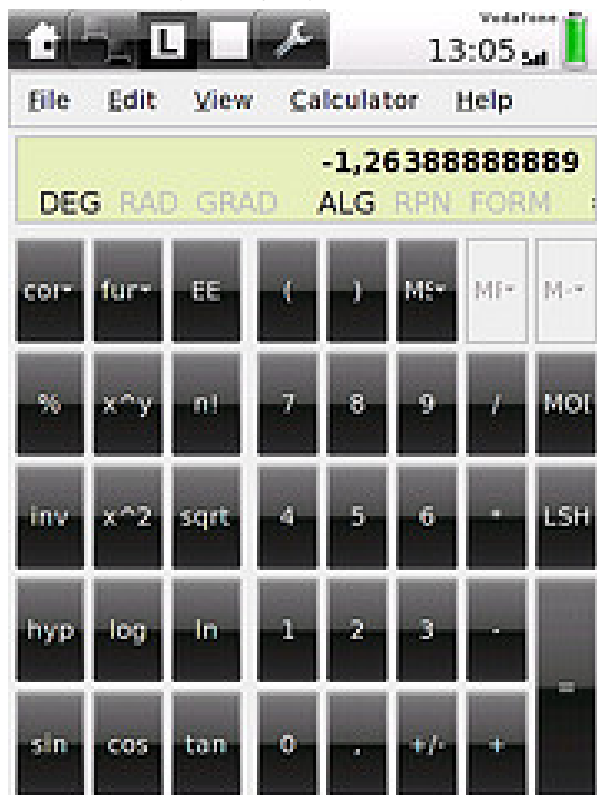 L
Vodafone
13:05
File Edit View Calculator Help
-1,26388888889
DEG RAD GRAD ALG RPN FORM
EE ( )
% x^y n! 7 8 9 / MOD
inv x^2 sqrt 4 5 6 * LSH
hyp log ln 1 2 3 - =
sin cos tan 0 . +/- +